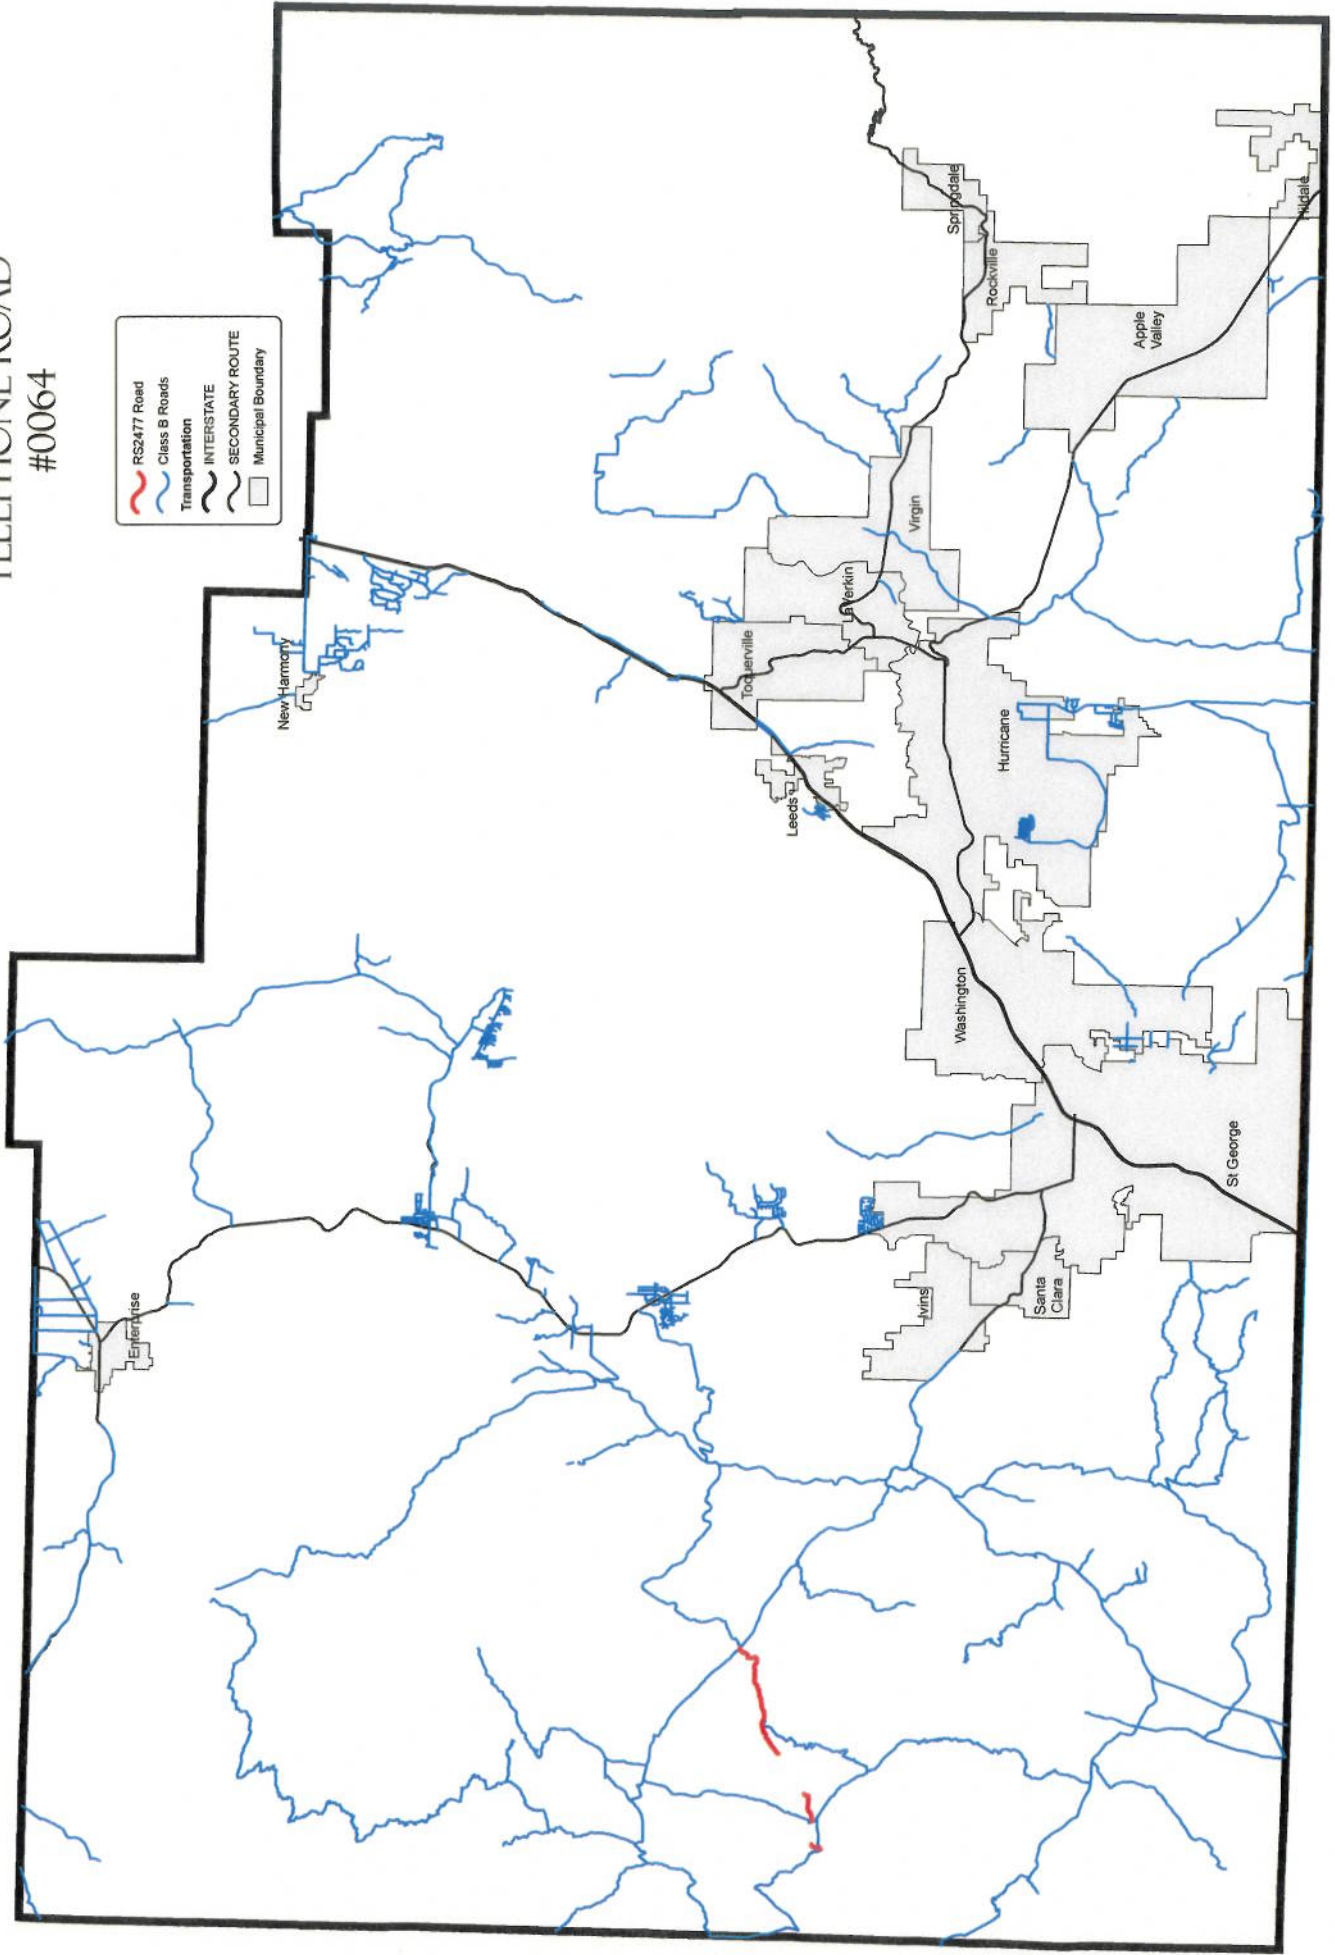 TELEPHONE ROAD
#0064
RS2477 Road
Class B Roads
Transportation
INTERSTATE
SECONDARY ROUTE
Municipal Boundary
Enterprise
New Harmony
Toquerville
Leeds
LaVerkin
Virgin
Springdale
Rockville
Ivins
Washington
Hurricane
Santa
Clara
Apple
Valley
St George
Hildale